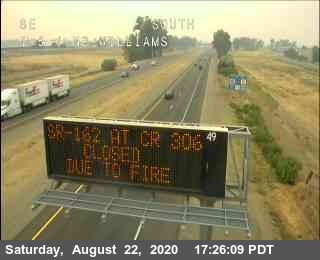 8E SOUTH
WILLIAMS
49
SR-162 AT CR 306
CLOSED
DUE TO FIRE
Saturday, August 22, 2020 17:26:09 PDT